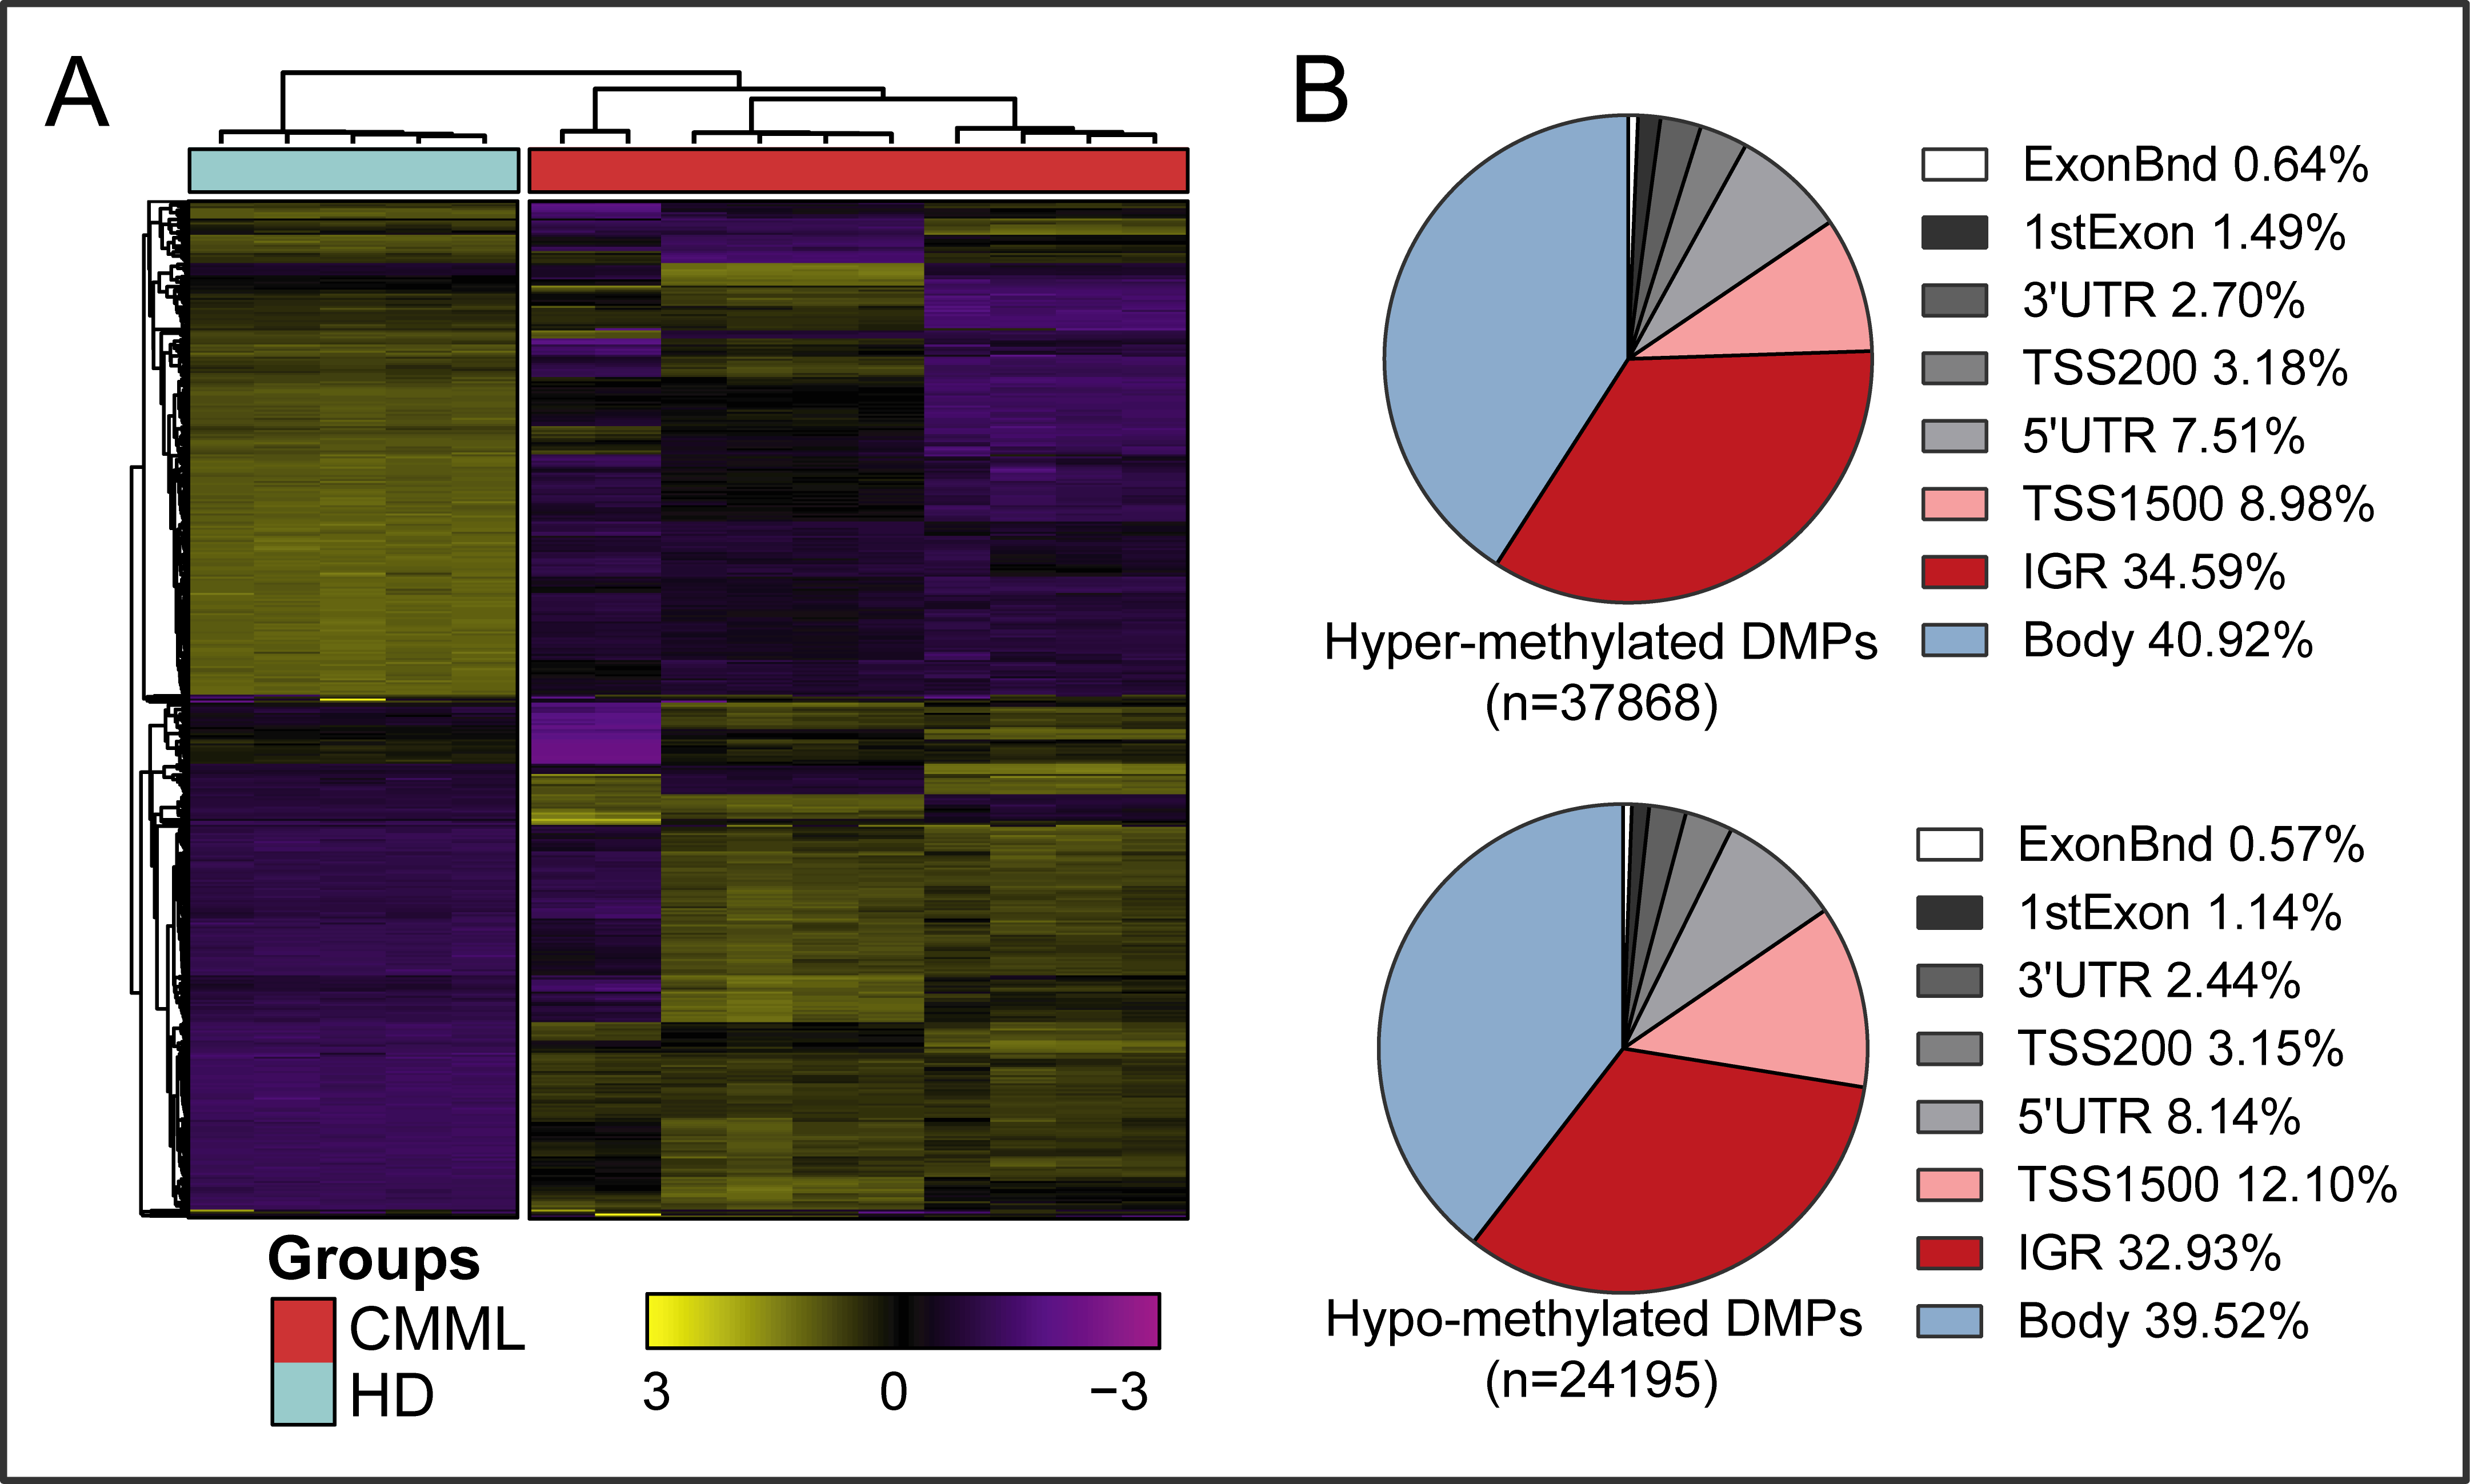 A
Groups
CMML
HD
3 0 −3
B
ExonBnd 0.64%
1stExon 1.49%
3'UTR 2.70%
TSS200 3.18%
5'UTR 7.51%
TSS1500 8.98%
IGR 34.59%
Body 40.92%
Hyper-methylated DMPs
(n=37868)
ExonBnd 0.57%
1stExon 1.14%
3'UTR 2.44%
TSS200 3.15%
5'UTR 8.14%
TSS1500 12.10%
IGR 32.93%
Body 39.52%
Hypo-methylated DMPs
(n=24195)